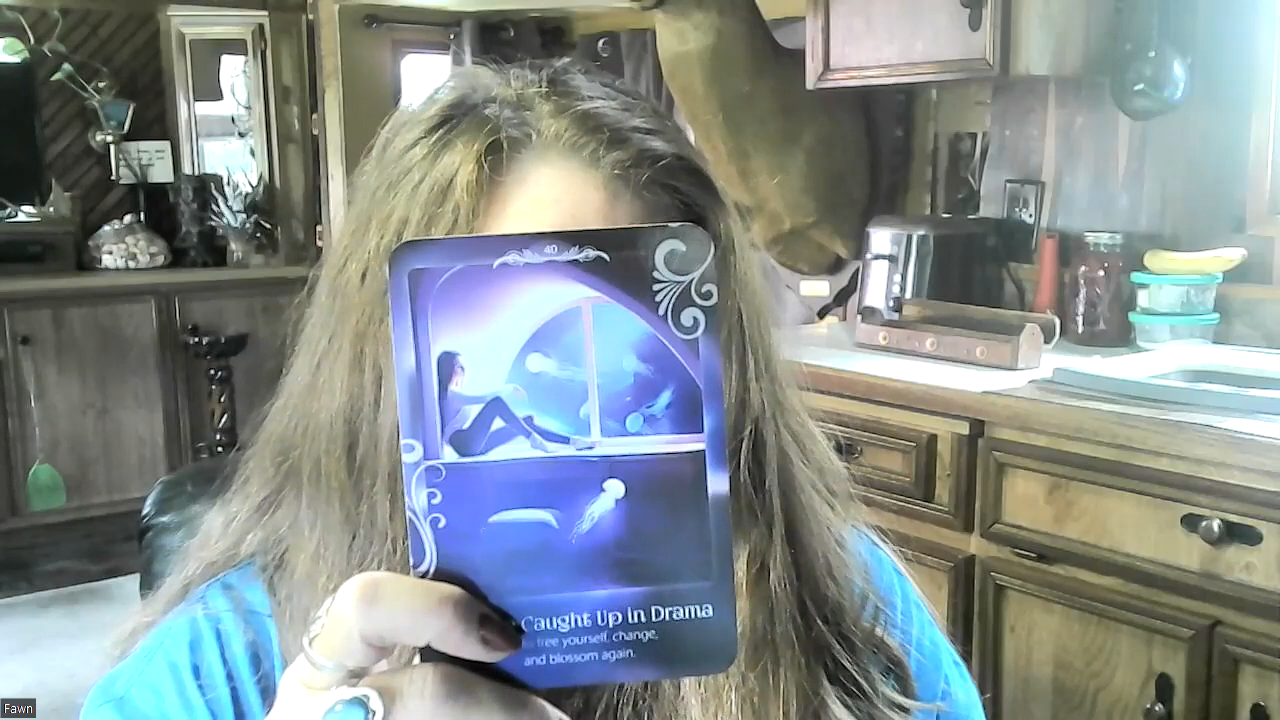 40
Caught Up in Drama
free yourself, change,
and blossom again.
Fawn